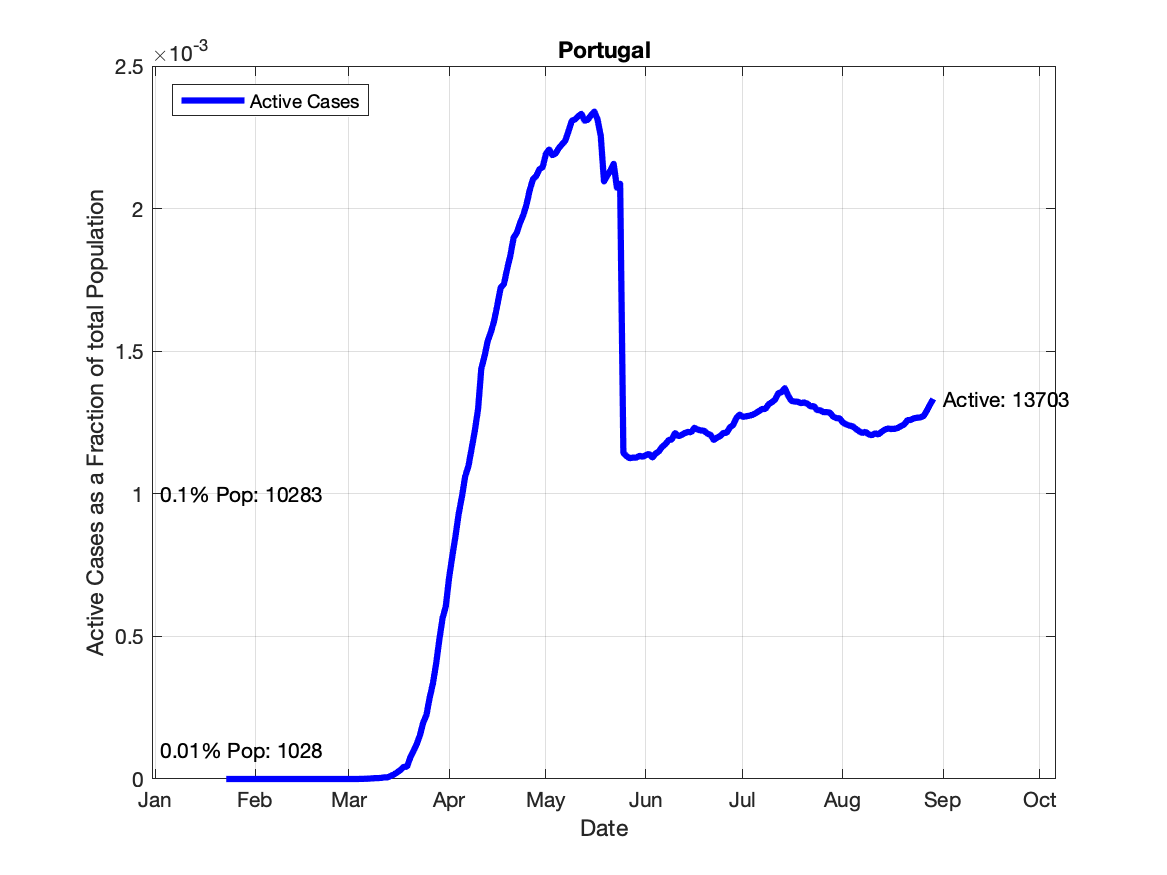 Portugal
×10-3
2.5
2
1.5
1
0.5
0
Active Cases
Active Cases as a Fraction of total Population
Active: 13703
0.1% Pop: 10283
0.01% Pop: 1028
Jan Feb Mar Apr May Jun Jul Aug Sep Oct
Date